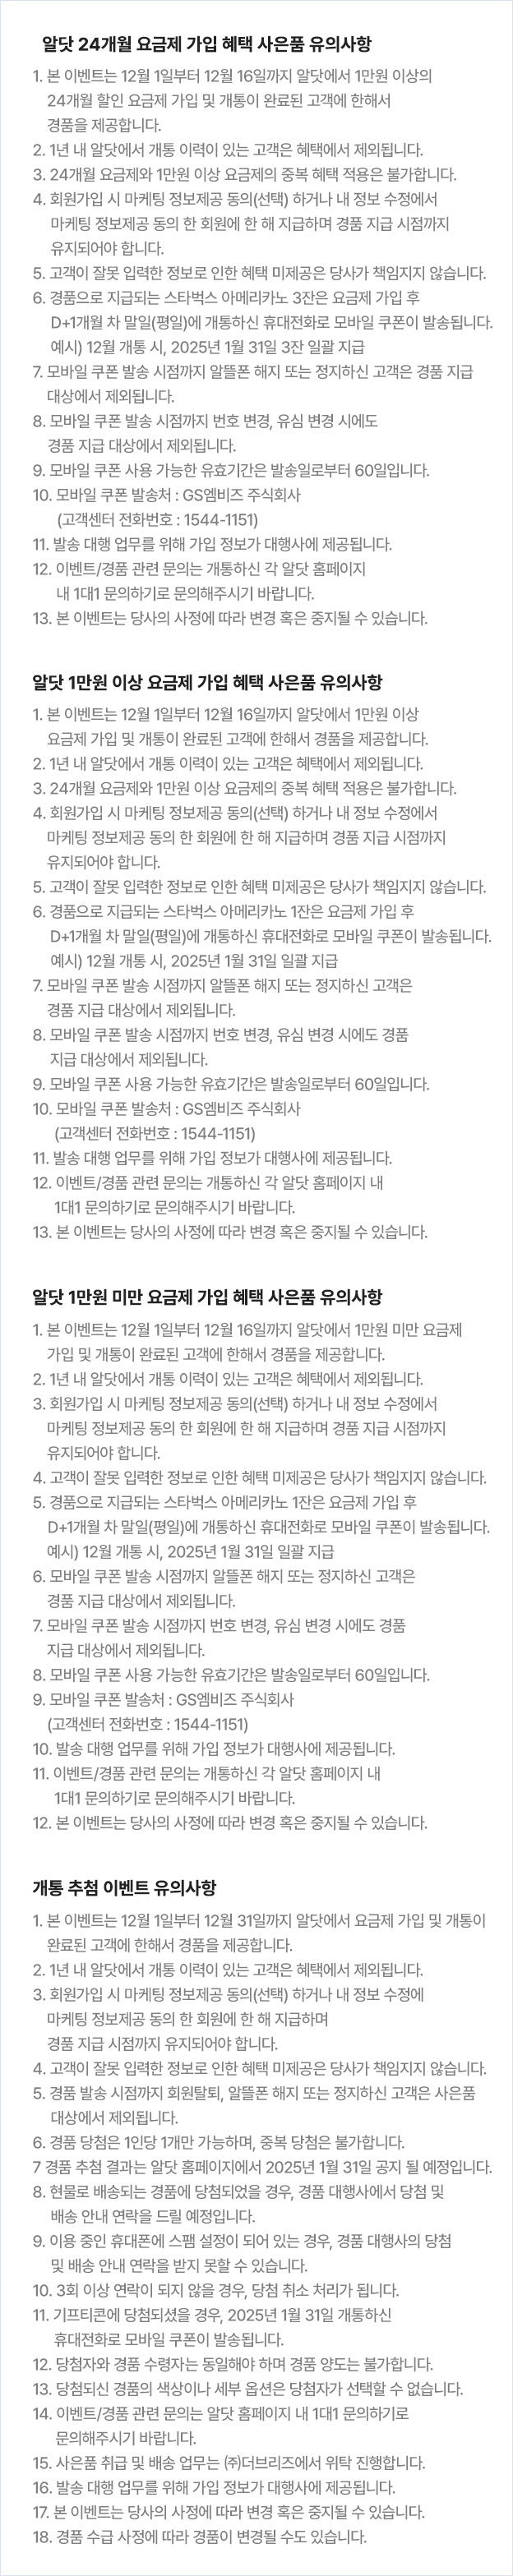 알닷 24개월 요금제 가입 혜택 사은품 유의사항
1. 본 이벤트는 12월 1일부터 12월 16일까지 알닷에서 1만원 이상의
24개월 할인 요금제 가입 및 개통이 완료된 고객에 한해서
경품을 제공합니다.
2. 1년 내 알닷에서 개통 이력이 있는 고객은 혜택에서 제외됩니다.
3. 24개월 요금제와 1만원 이상 요금제의 중복 혜택 적용은 불가합니다.
4. 회원가입 시 마케팅 정보제공 동의(선택) 하거나 내 정보 수정에서
마케팅 정보제공 동의 한 회원에 한 해 지급하며 경품 지급 시점까지
유지되어야 합니다.
5. 고객이 잘못 입력한 정보로 인한 혜택 미제공은 당사가 책임지지 않습니다.
6. 경품으로 지급되는 스타벅스 아메리카노 3잔은 요금제 가입 후
D+1개월 차 말일(평일)에 개통하신 휴대전화로 모바일 쿠폰이 발송됩니다.
예시) 12월 개통 시, 2025년 1월 31일 3잔 일괄 지급
7. 모바일 쿠폰 발송 시점까지 알뜰폰 해지 또는 정지하신 고객은 경품 지급
대상에서 제외됩니다.
8. 모바일 쿠폰 발송 시점까지 번호 변경, 유심 변경 시에도
경품 지급 대상에서 제외됩니다.
9. 모바일 쿠폰 사용 가능한 유효기간은 발송일로부터 60일입니다.
10. 모바일 쿠폰 발송처 : GS엠비즈 주식회사
(고객센터 전화번호 : 1544-1151)
11. 발송 대행 업무를 위해 가입 정보가 대행사에 제공됩니다.
12. 이벤트/경품 관련 문의는 개통하신 각 알닷 홈페이지
내 1대1 문의하기로 문의해주시기 바랍니다.
13. 본 이벤트는 당사의 사정에 따라 변경 혹은 중지될 수 있습니다.
알닷 1만원 이상 요금제 가입 혜택 사은품 유의사항
1. 본 이벤트는 12월 1일부터 12월 16일까지 알닷에서 1만원 이상
요금제 가입 및 개통이 완료된 고객에 한해서 경품을 제공합니다.
2. 1년 내 알닷에서 개통 이력이 있는 고객은 혜택에서 제외됩니다.
3. 24개월 요금제와 1만원 이상 요금제의 중복 혜택 적용은 불가합니다.
4. 회원가입 시 마케팅 정보제공 동의(선택) 하거나 내 정보 수정에서
마케팅 정보제공 동의 한 회원에 한 해 지급하며 경품 지급 시점까지
유지되어야 합니다.
5. 고객이 잘못 입력한 정보로 인한 혜택 미제공은 당사가 책임지지 않습니다.
6. 경품으로 지급되는 스타벅스 아메리카노 1잔은 요금제 가입 후
D+1개월 차 말일(평일)에 개통하신 휴대전화로 모바일 쿠폰이 발송됩니다.
예시) 12월 개통 시, 2025년 1월 31일 일괄 지급
7. 모바일 쿠폰 발송 시점까지 알뜰폰 해지 또는 정지하신 고객은
경품 지급 대상에서 제외됩니다.
8. 모바일 쿠폰 발송 시점까지 번호 변경, 유심 변경 시에도 경품
지급 대상에서 제외됩니다.
9. 모바일 쿠폰 사용 가능한 유효기간은 발송일로부터 60일입니다.
10. 모바일 쿠폰 발송처 : GS엠비즈 주식회사
(고객센터 전화번호 : 1544-1151)
11. 발송 대행 업무를 위해 가입 정보가 대행사에 제공됩니다.
12. 이벤트/경품 관련 문의는 개통하신 각 알닷 홈페이지 내
1대1 문의하기로 문의해주시기 바랍니다.
13. 본 이벤트는 당사의 사정에 따라 변경 혹은 중지될 수 있습니다.
알닷 1만원 미만 요금제 가입 혜택 사은품 유의사항
1. 본 이벤트는 12월 1일부터 12월 16일까지 알닷에서 1만원 미만 요금제
가입 및 개통이 완료된 고객에 한해서 경품을 제공합니다.
2. 1년 내 알닷에서 개통 이력이 있는 고객은 혜택에서 제외됩니다.
3. 회원가입 시 마케팅 정보제공 동의(선택) 하거나 내 정보 수정에서
마케팅 정보제공 동의 한 회원에 한 해 지급하며 경품 지급 시점까지
유지되어야 합니다.
4. 고객이 잘못 입력한 정보로 인한 혜택 미제공은 당사가 책임지지 않습니다.
5. 경품으로 지급되는 스타벅스 아메리카노 1잔은 요금제 가입 후
D+1개월 차 말일(평일)에 개통하신 휴대전화로 모바일 쿠폰이 발송됩니다.
예시) 12월 개통 시, 2025년 1월 31일 일괄 지급
6. 모바일 쿠폰 발송 시점까지 알뜰폰 해지 또는 정지하신 고객은
경품 지급 대상에서 제외됩니다.
7. 모바일 쿠폰 발송 시점까지 번호 변경, 유심 변경 시에도 경품
지급 대상에서 제외됩니다.
8. 모바일 쿠폰 사용 가능한 유효기간은 발송일로부터 60일입니다.
9. 모바일 쿠폰 발송처 : GS엠비즈 주식회사
(고객센터 전화번호 : 1544-1151)
10. 발송 대행 업무를 위해 가입 정보가 대행사에 제공됩니다.
11. 이벤트/경품 관련 문의는 개통하신 각 알닷 홈페이지 내
1대1 문의하기로 문의해주시기 바랍니다.
12. 본 이벤트는 당사의 사정에 따라 변경 혹은 중지될 수 있습니다.
개통 추첨 이벤트 유의사항
1. 본 이벤트는 12월 1일부터 12월 31일까지 알닷에서 요금제 가입 및 개통이
완료된 고객에 한해서 경품을 제공합니다.
2. 1년 내 알닷에서 개통 이력이 있는 고객은 혜택에서 제외됩니다.
3. 회원가입 시 마케팅 정보제공 동의(선택) 하거나 내 정보 수정에
마케팅 정보제공 동의 한 회원에 한 해 지급하며
경품 지급 시점까지 유지되어야 합니다.
4. 고객이 잘못 입력한 정보로 인한 혜택 미제공은 당사가 책임지지 않습니다.
5. 경품 발송 시점까지 회원탈퇴, 알뜰폰 해지 또는 정지하신 고객은 사은품
대상에서 제외됩니다.
6. 경품 당첨은 1인당 1개만 가능하며, 중복 당첨은 불가합니다.
7 경품 추첨 결과는 알닷 홈페이지에서 2025년 1월 31일 공지 될 예정입니다.
8. 현물로 배송되는 경품에 당첨되었을 경우, 경품 대행사에서 당첨 및
배송 안내 연락을 드릴 예정입니다.
9. 이용 중인 휴대폰에 스팸 설정이 되어 있는 경우, 경품 대행사의 당첨
및 배송 안내 연락을 받지 못할 수 있습니다.
10. 3회 이상 연락이 되지 않을 경우, 당첨 취소 처리가 됩니다.
11. 기프티콘에 당첨되셨을 경우, 2025년 1월 31일 개통하신
휴대전화로 모바일 쿠폰이 발송됩니다.
12. 당첨자와 경품 수령자는 동일해야 하며 경품 양도는 불가합니다.
13. 당첨되신 경품의 색상이나 세부 옵션은 당첨자가 선택할 수 없습니다.
14. 이벤트/경품 관련 문의는 알닷 홈페이지 내 1대1 문의하기로
문의해주시기 바랍니다.
15. 사은품 취급 및 배송 업무는 ㈜더브리즈에서 위탁 진행합니다.
16. 발송 대행 업무를 위해 가입 정보가 대행사에 제공됩니다.
17. 본 이벤트는 당사의 사정에 따라 변경 혹은 중지될 수 있습니다.
18. 경품 수급 사정에 따라 경품이 변경될 수도 있습니다.